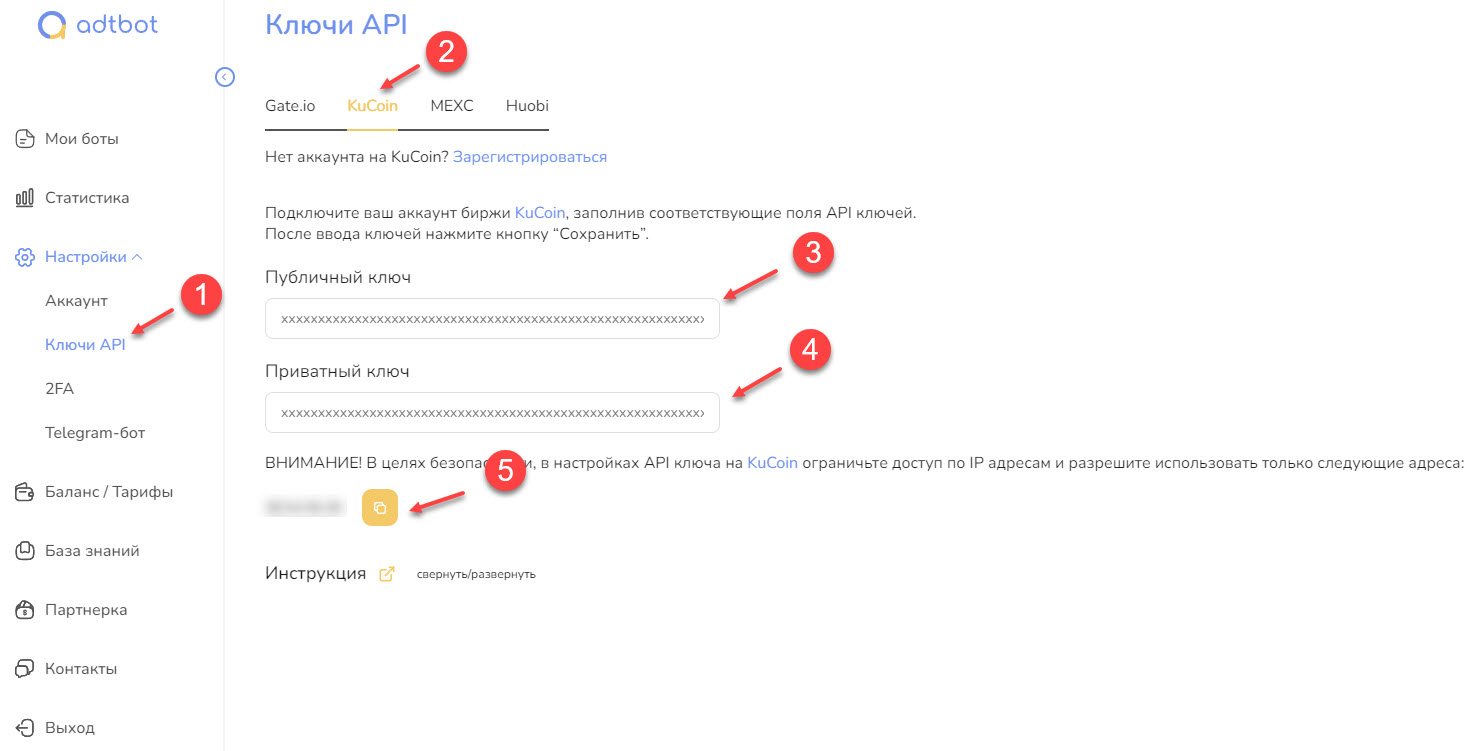 adtbot
Мои боты
Статистика
Настройки
Аккаунт
Ключи API
2FA
Telegram-бот
Баланс / Тарифы
База знаний
Партнерка
Контакты
Выход
1
Ключи API
2
Gate.io KuCoin MEXC Huobi
Нет аккаунта на KuCoin? Зарегистрироваться
Подключите ваш аккаунт биржи KuCoin, заполнив соответствующие поля API ключей.
После ввода ключей нажмите кнопку “Сохранить”.
3
Публичный ключ
xxxxxxxxxxxxxxxxxxxxxxxxxxxxxxxxxxxxxxxxxxxxxxxxxxxxxxxxxx
4
Приватный ключ
xxxxxxxxxxxxxxxxxxxxxxxxxxxxxxxxxxxxxxxxxxxxxxxxxxxxxxxxxx
ВНИМАНИЕ! В целях безопас и, в настройках API ключа на KuCoin ограничьте доступ по IP адресам и разрешите использовать только следующие адреса:
5
Инструкция свернуть/развернуть